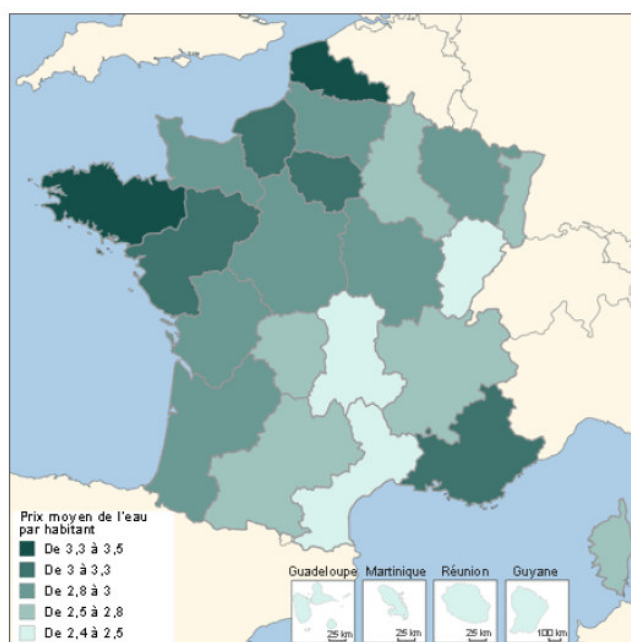 Prix moyen de l'eau
par habitant
De 3,3 à 3,5
De 3 à 3,3
De 2,8 à 3
De 2,5 à 2,8
De 2,4 à 2,5
Guadeloupe
Martinique
Réunion
Guyane
25 km
25 km
25 km
100 km